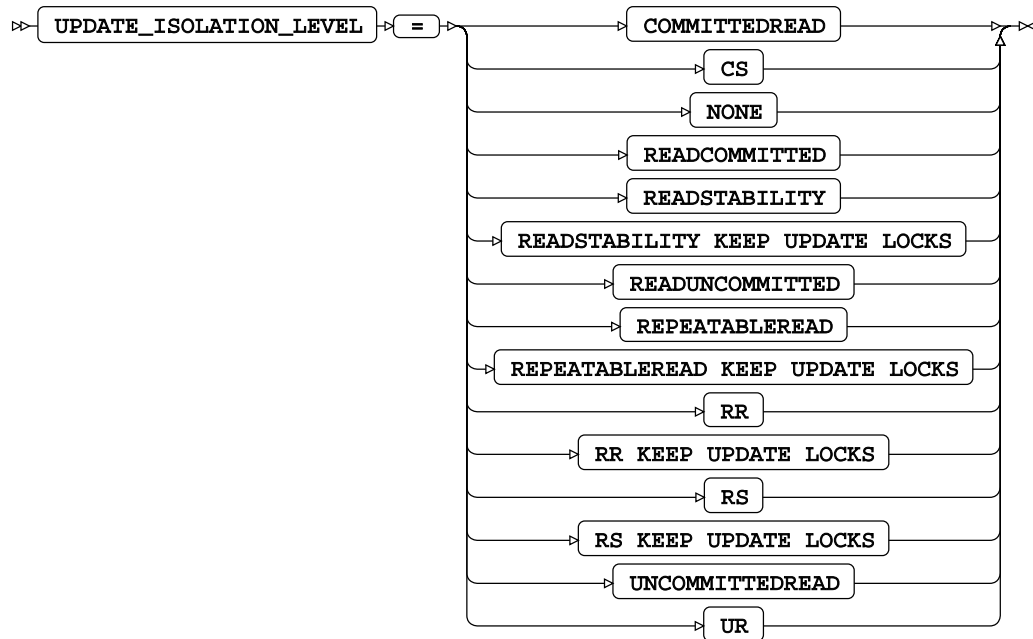 UPDATE_ISOLATION_LEVEL = COMMITTEDREAD
CS
NONE
READCOMMITTED
READSTABILITY
READSTABILITY KEEP UPDATE LOCKS
READUNCOMMITTED
REPEATABLEREAD
REPEATABLEREAD KEEP UPDATE LOCKS
RR
RR KEEP UPDATE LOCKS
RS
RS KEEP UPDATE LOCKS
UNCOMMITTEDREAD
UR